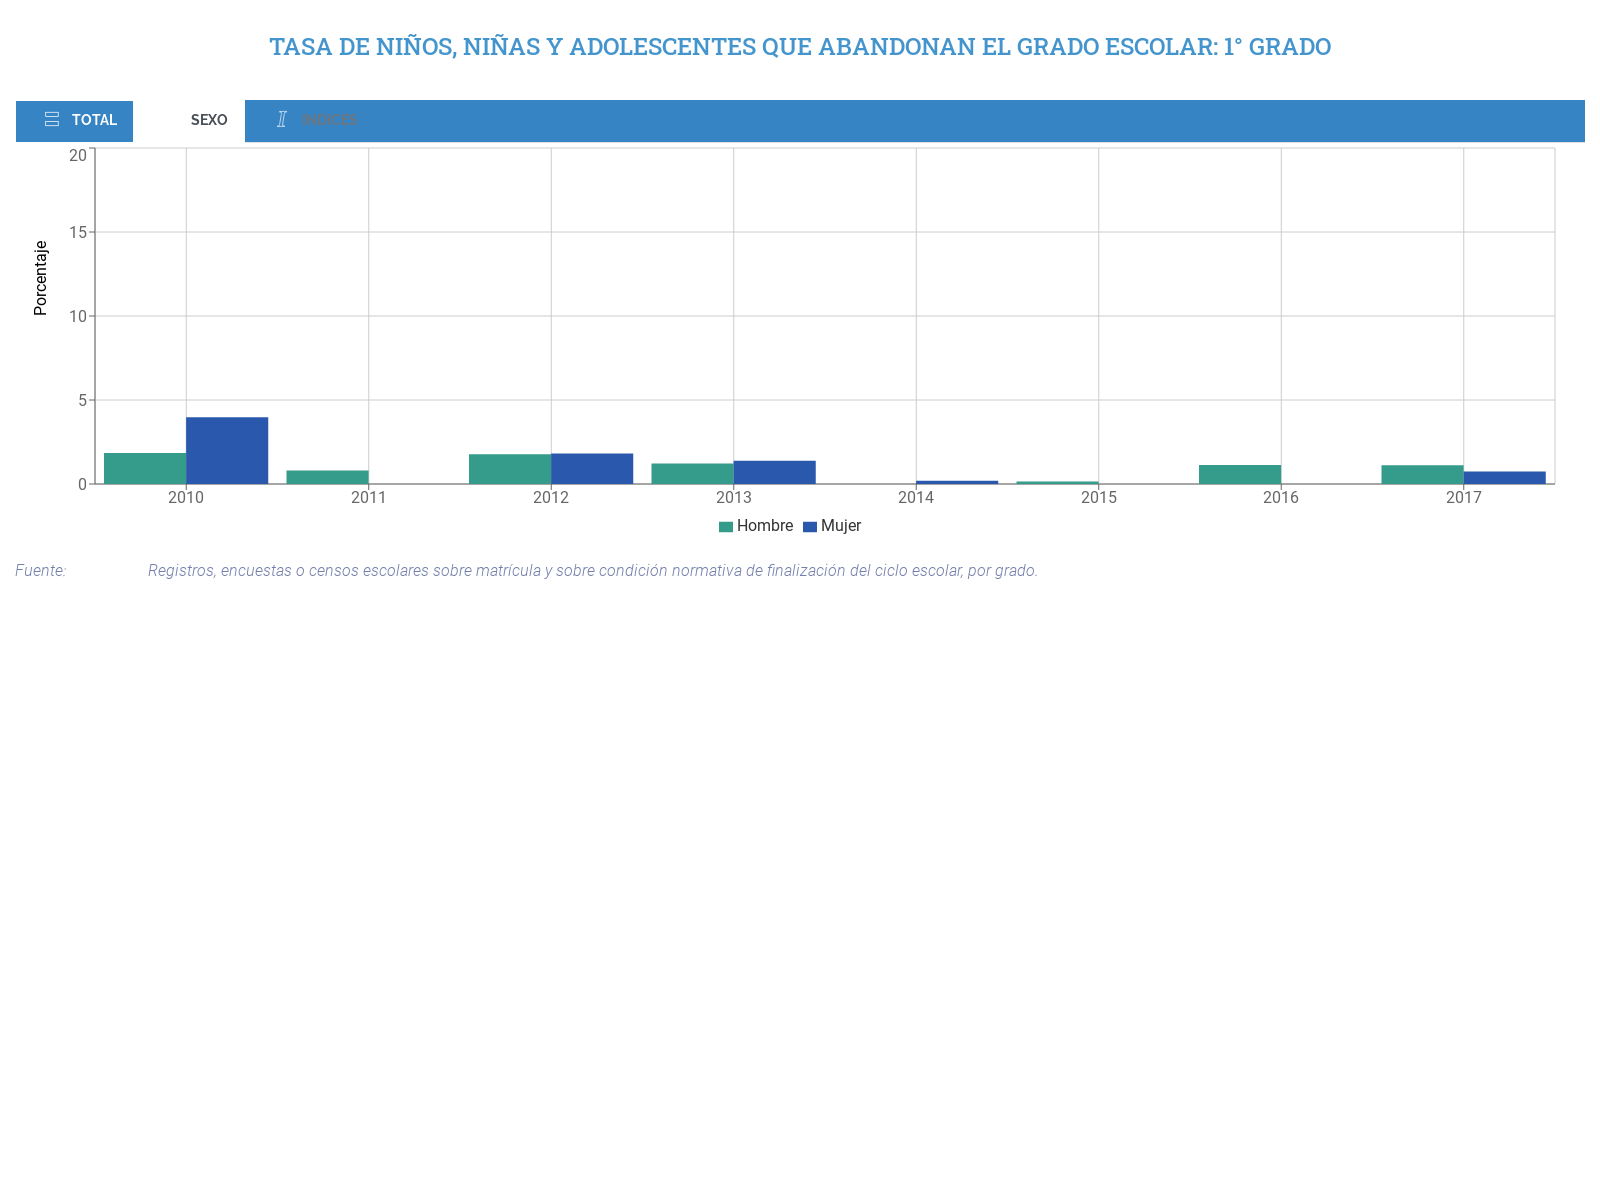 TASA DE NIÑOS, NIÑAS Y ADOLESCENTES QUE ABANDONAN EL GRADO ESCOLAR: 1° GRADO
TOTAL SEXO INDICES
20
15
10
5
0
Porcentaje
2010 2011 2012 2013 2014 2015 2016 2017
Hombre Mujer
Fuente: Registros, encuestas o censos escolares sobre matrícula y sobre condición normativa de finalización del ciclo escolar, por grado.